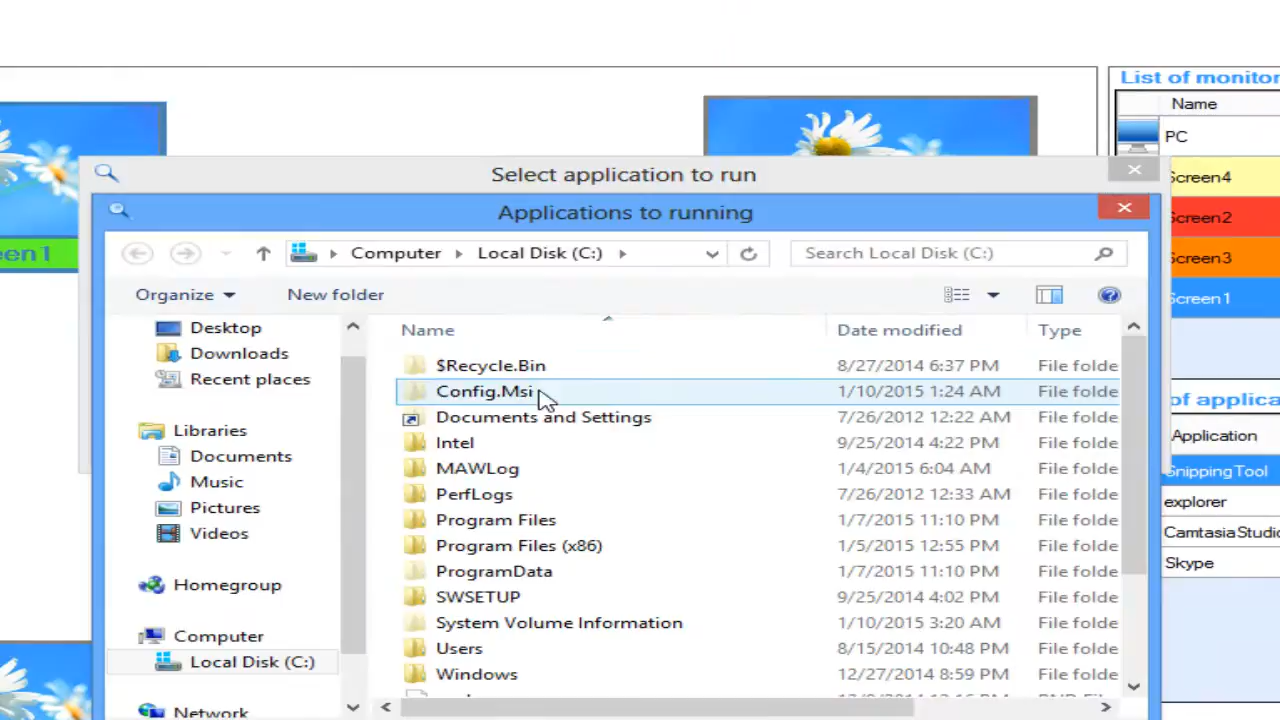 List of monitor
Name
PC
Select application to run
Screen4
Applications to running
Screen2
een1
Computer
Local Disk (C:)
Search Local Disk (C:)
Screen3
Organize
New folder
Screen1
Desktop
Name
Date modified
Type
Downloads
$Recycle.Bin
8/27/2014 6:37 PM
File folde
Recent places
Config.Msi
1/10/2015 1:24 AM
File folde
of applica
Documents and Settings
7/26/2012 12:22 AM
File folde
Libraries
Intel
9/25/2014 4:22 PM
File folde
Application
Documents
MAWLog
1/4/2015 6:04 AM
File folde
SnippingTool
Music
PerfLogs
7/26/2012 12:33 AM
File folde
explorer
Pictures
Program Files
1/7/2015 11:10 PM
File folde
CamtasiaStudio
Videos
Program Files (x86)
1/5/2015 12:55 PM
File folde
Skype
ProgramData
1/7/2015 11:10 PM
File folde
Homegroup
SWSETUP
9/25/2014 4:02 PM
File folde
System Volume Information
1/10/2015 3:20 AM
File folde
Computer
Users
8/15/2014 10:48 PM
File folde
Local Disk (C:)
Windows
12/27/2014 8:59 PM
File folde
Network